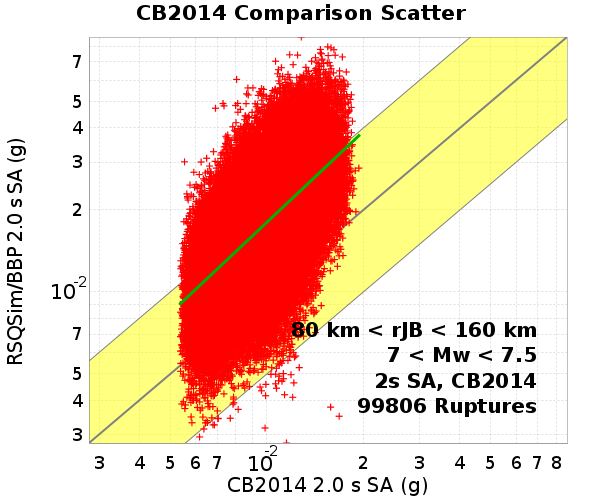 CB2014 Comparison Scatter
RSQSim/BBP 2.0 s SA (g)
7
5
4
3
2
10-2
7
5
4
3
80 km < rJB < 160 km
7 < Mw < 7.5
2s SA, CB2014
99806 Ruptures
3 4 5 6 7 10-2 2 3 4 5 6 7 8
CB2014 2.0 s SA (g)